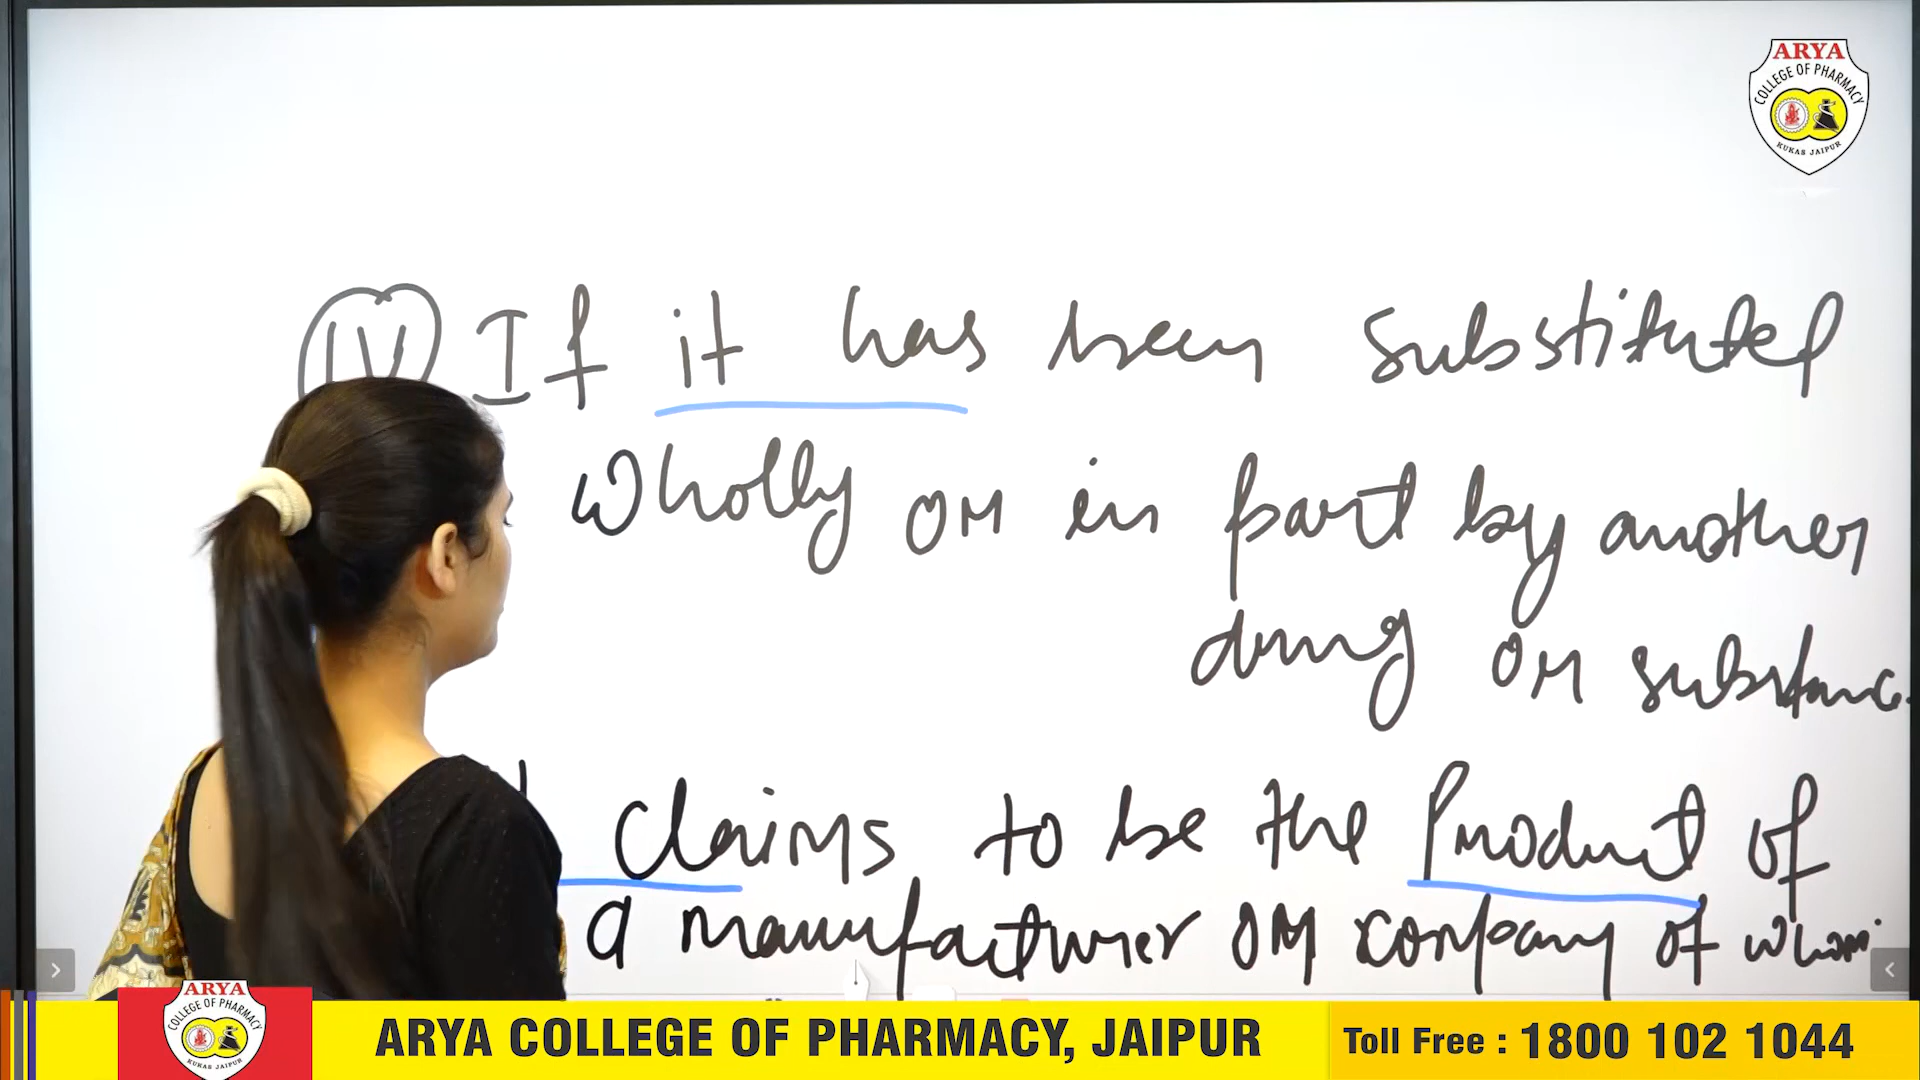 ARYA
COLLEGE OF PHARMACY
KUKAS JAIPUR
IV If it has been substituted
wholly or in part by another
drug or substance.
claims to be the Product of
a manufacturer or company of whom
ARYA
COLLEGE OF PHARMACY
KUKAS JAIPUR
ARYA COLLEGE OF PHARMACY, JAIPUR
Toll Free : 1800 102 1044